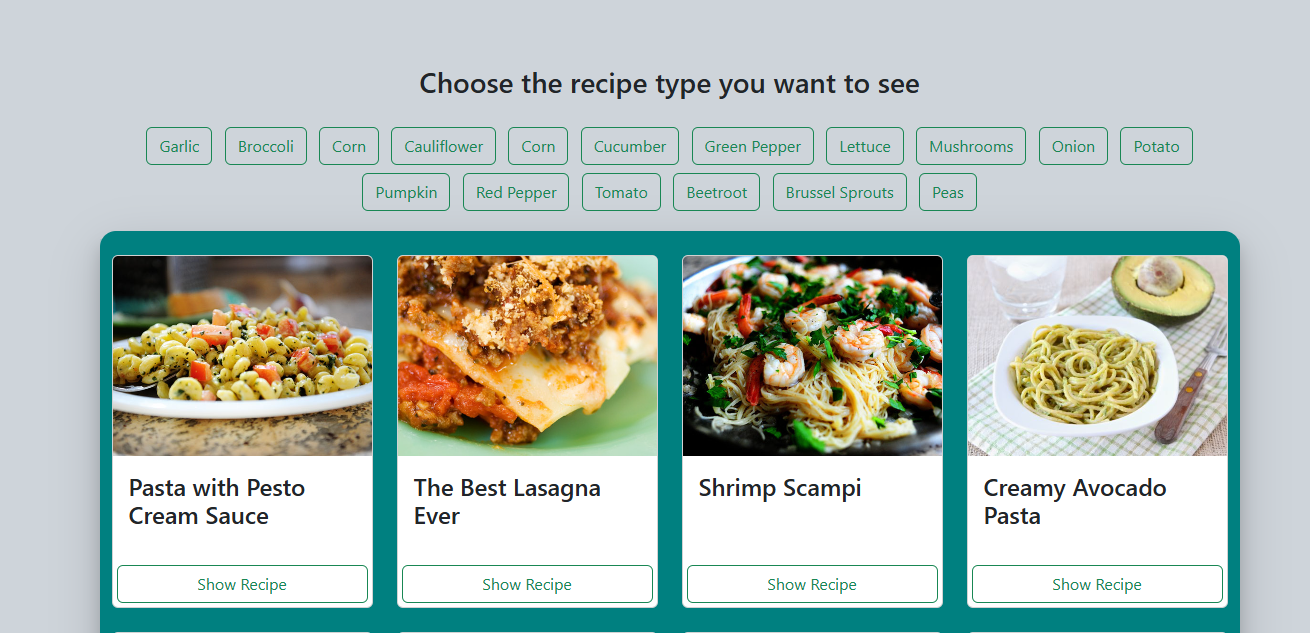 Choose the recipe type you want to see
Garlic Broccoli Corn Cauliflower Corn Cucumber Green Pepper Lettuce Mushrooms Onion Potato
Pumpkin Red Pepper Tomato Beetroot Brussel Sprouts Peas
Pasta with Pesto
Cream Sauce
Show Recipe
The Best Lasagna
Ever
Show Recipe
Shrimp Scampi
Show Recipe
Creamy Avocado
Pasta
Show Recipe